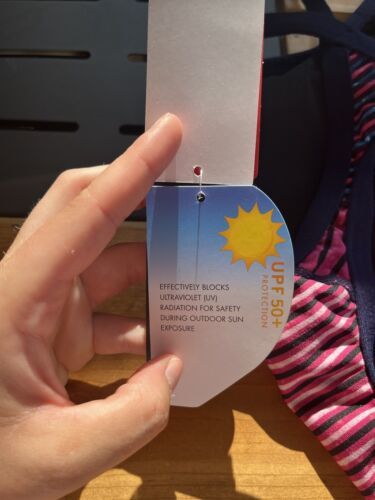 EFFECTIVELY BLOCKS
ULTRAVIOLET (UV)
RADIATION FOR SAFETY
DURING OUTDOOR SUN
EXPOSURE
UPF 50+
PROTECTION